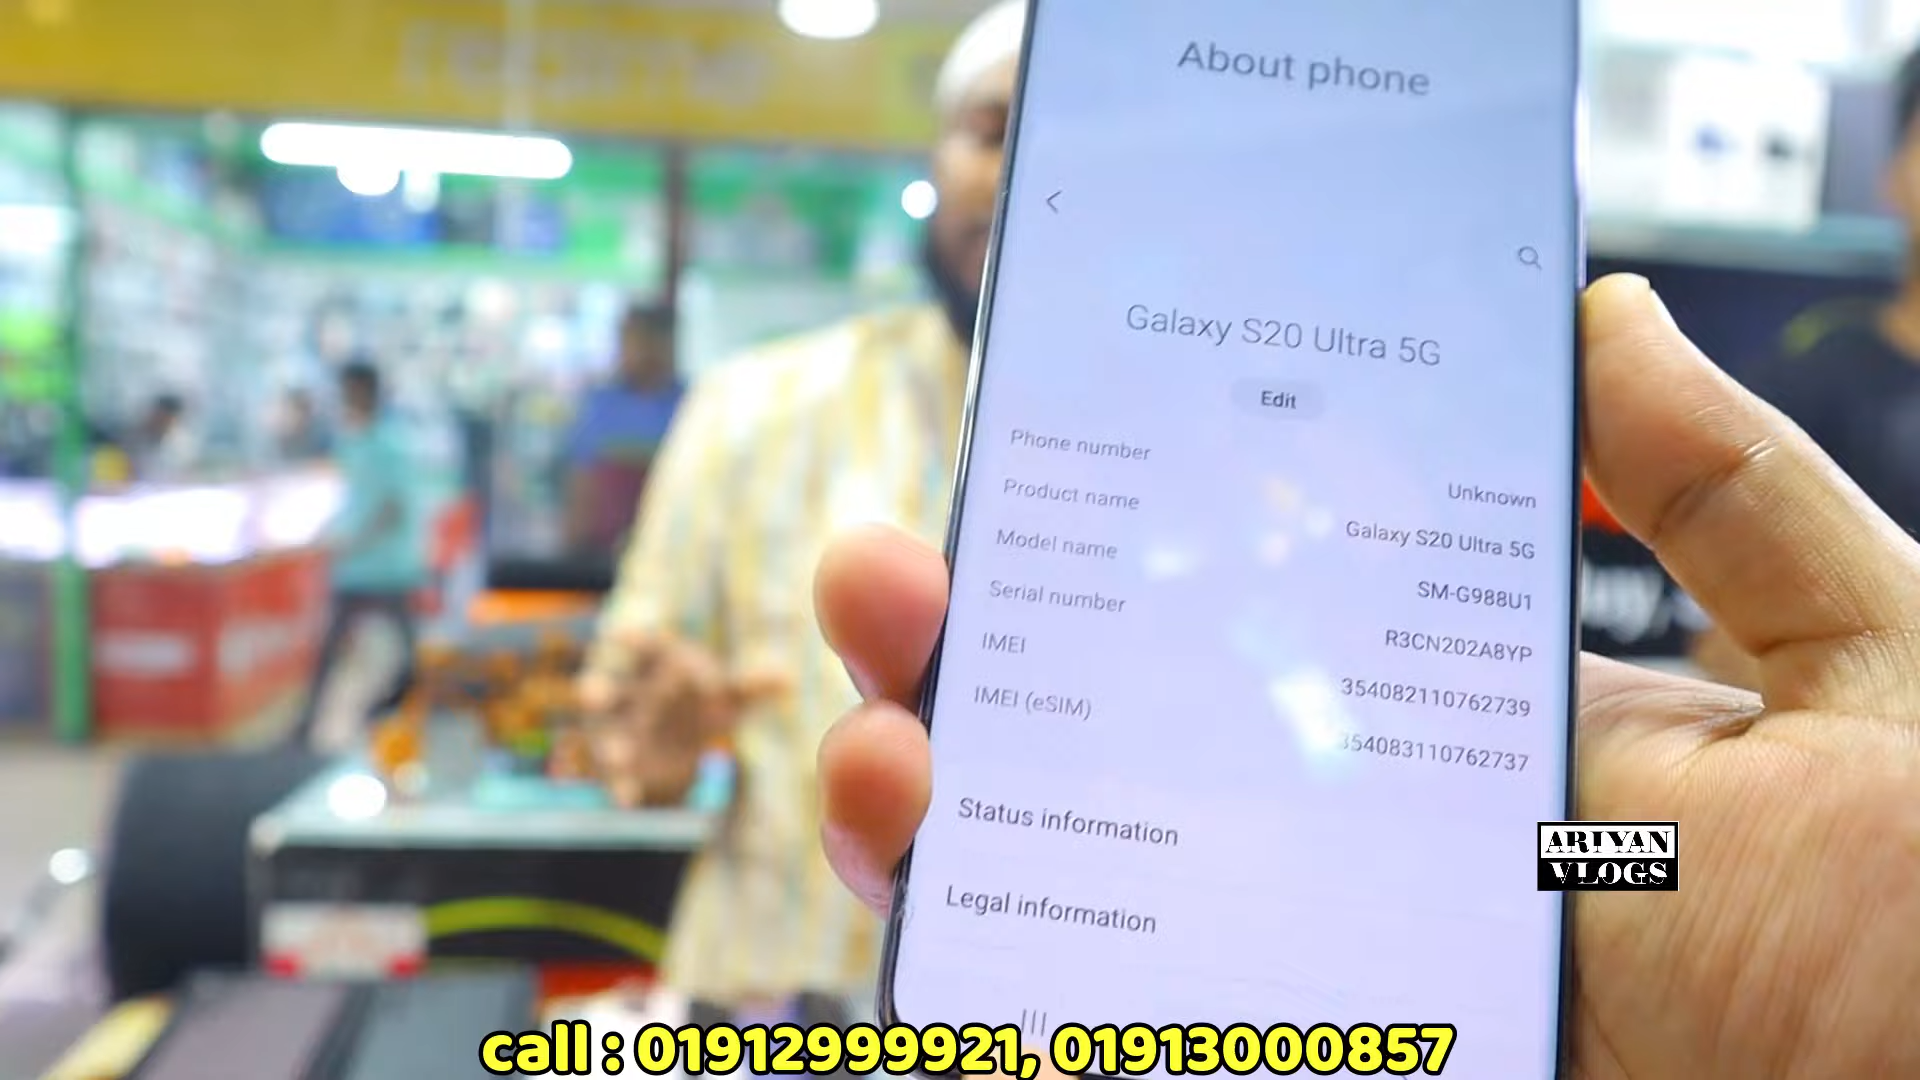 About phone
Galaxy S20 Ultra 5G
Edit
Phone number
Unknown
Product name
Galaxy S20 Ultra 5G
Model name
SM-G988U1
Serial number
R3CN202A8YP
IMEI
354082110762739
IMEI (eSIM)
354083110762737
Status information
Legal information
ARIYAN
VLOGS
call : 01912999921, 01913000857